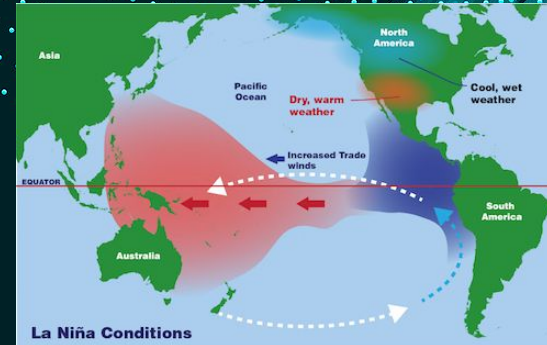 Asia
North
America
Pacific
Ocean
Cool, wet
weather
Dry, warm
weather
Increased Trade
winds
EQUATOR
South
America
Australia
La Niña Conditions